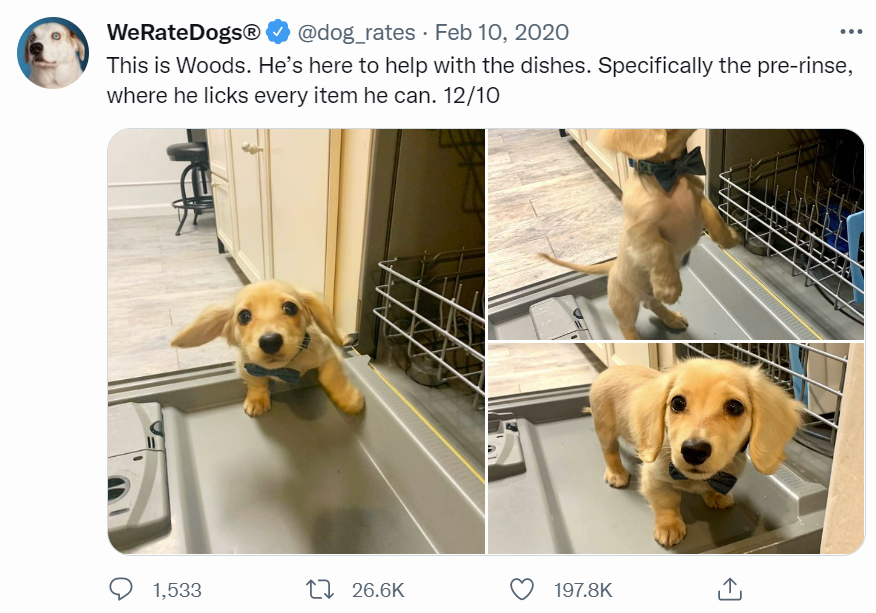 WeRateDogs® @dog_rates · Feb 10, 2020
This is Woods. He’s here to help with the dishes. Specifically the pre-rinse,
where he licks every item he can. 12/10
1,533 26.6K 197.8K